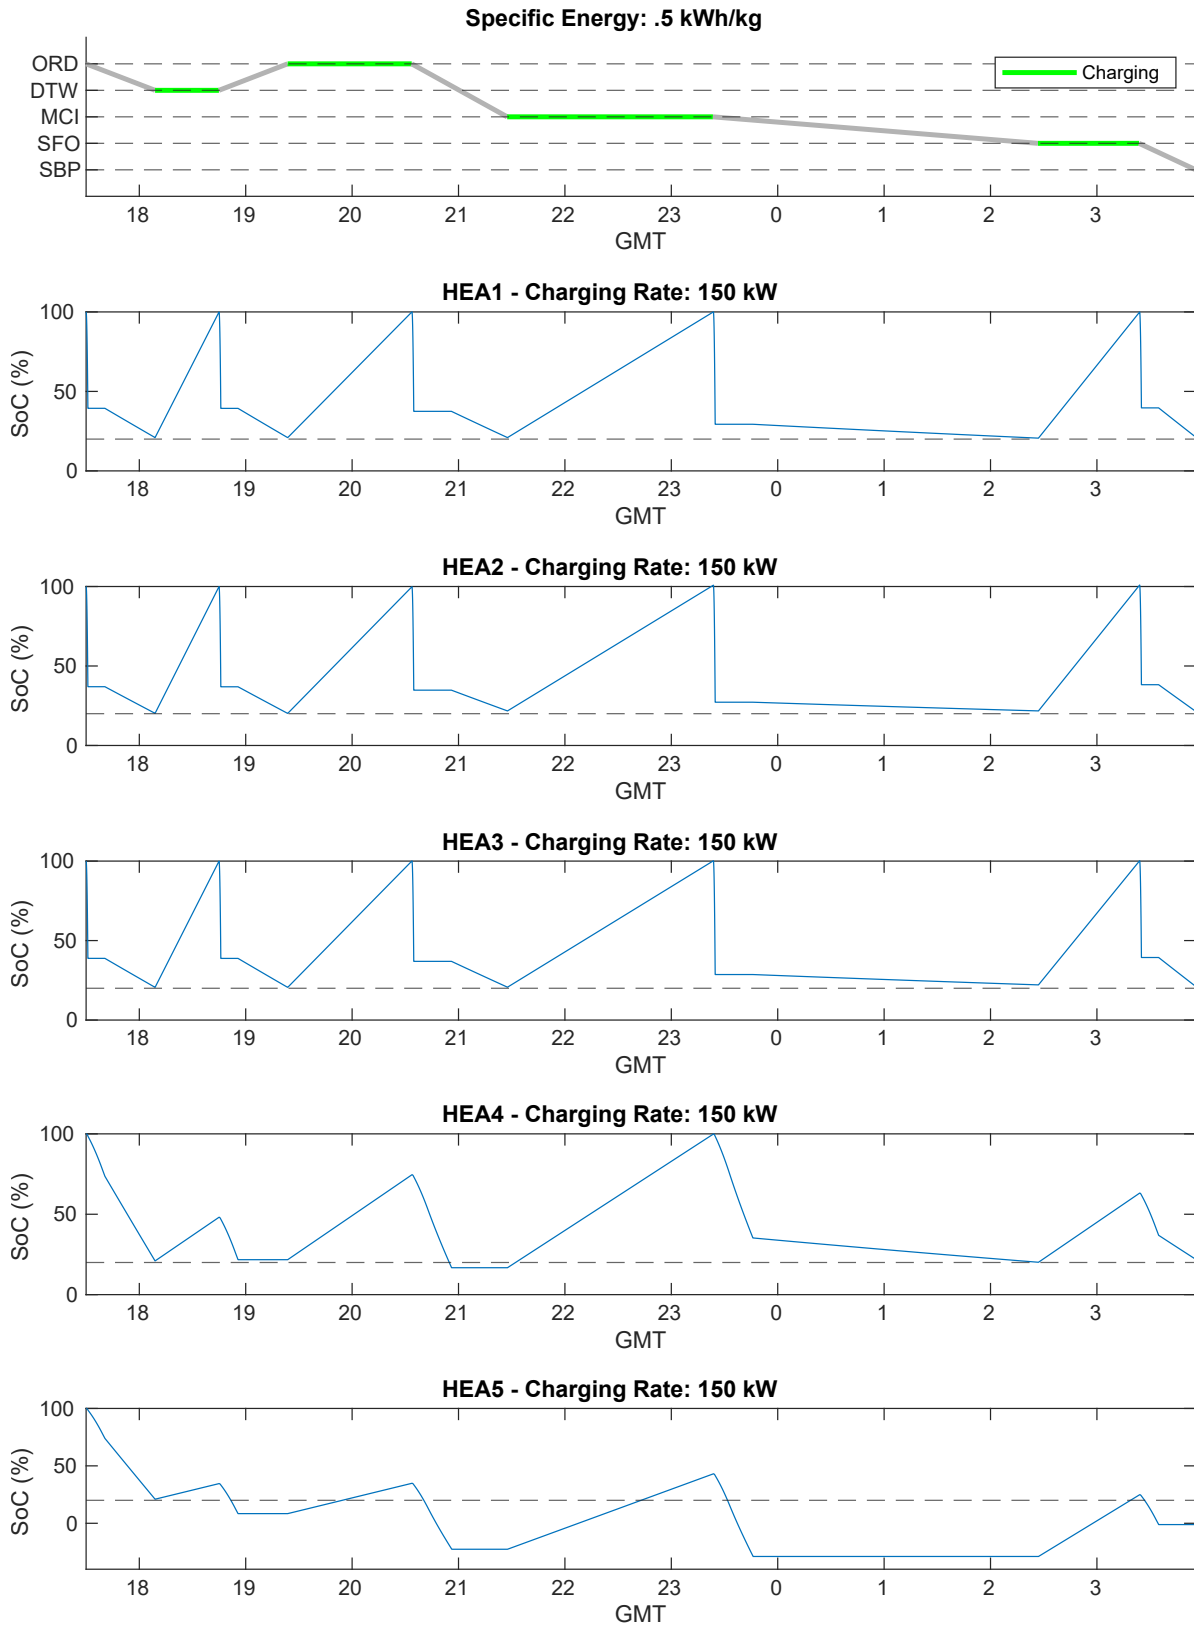 Specific Energy: .5 kWh/kg
ORD
DTW
MCI
SFO
SBP
Charging
18 19 20 21 22 23 0 1 2 3
GMT
HEA1 - Charging Rate: 150 kW
SoC (%)
100
50
0
18 19 20 21 22 23 0 1 2 3
GMT
HEA2 - Charging Rate: 150 kW
SoC (%)
100
50
0
18 19 20 21 22 23 0 1 2 3
GMT
HEA3 - Charging Rate: 150 kW
SoC (%)
100
50
0
18 19 20 21 22 23 0 1 2 3
GMT
HEA4 - Charging Rate: 150 kW
SoC (%)
100
50
0
18 19 20 21 22 23 0 1 2 3
GMT
HEA5 - Charging Rate: 150 kW
SoC (%)
100
50
0
18 19 20 21 22 23 0 1 2 3
GMT